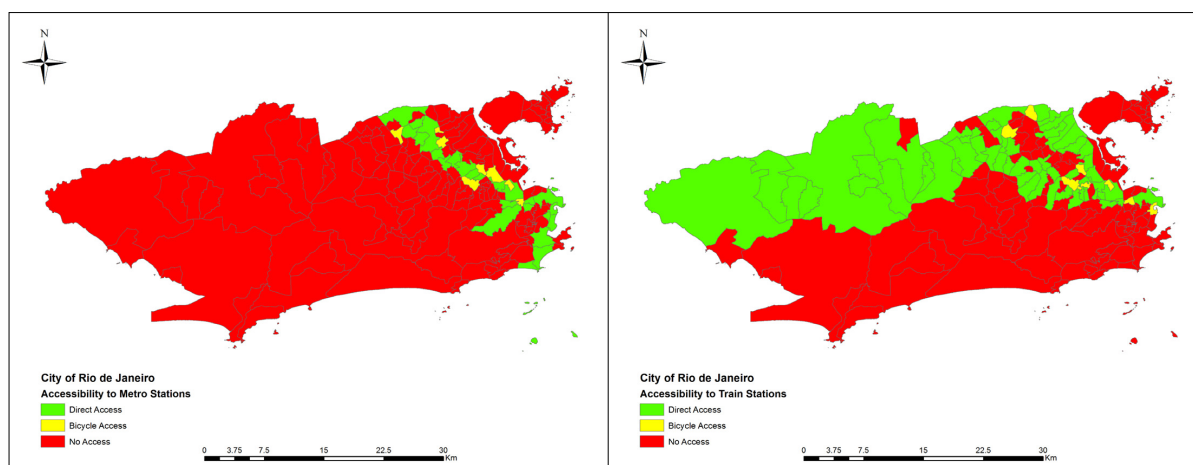 N
City of Rio de Janeiro
Accessibility to Metro Stations
Direct Access
Bicycle Access
No Access
0 3.75 7.5 15 22.5 30
Km
N
City of Rio de Janeiro
Accessibility to Train Stations
Direct Access
Bicycle Access
No Access
0 3.75 7.5 15 22.5 30
Km